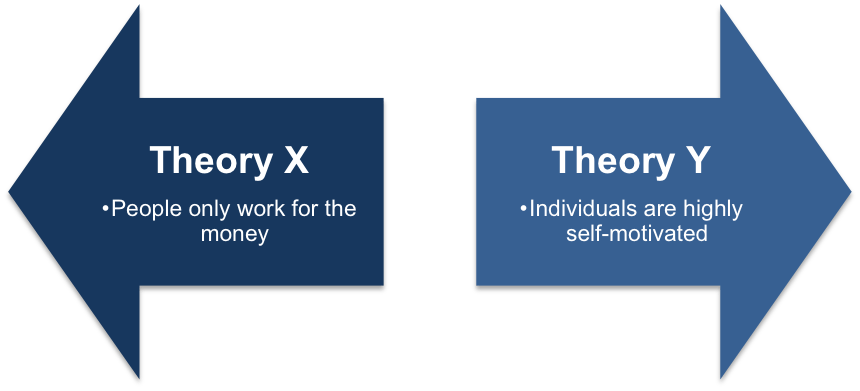 Theory X
•People only work for the
money
Theory Y
•Individuals are highly
self-motivated